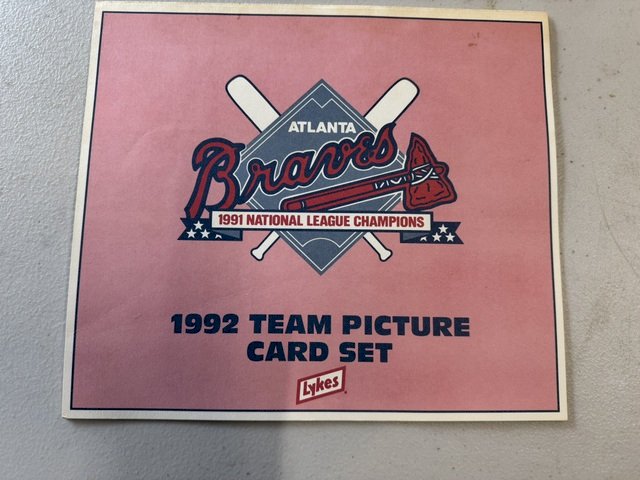 ATLANTA
Braves
1991 NATIONAL LEAGUE CHAMPIONS
1992 TEAM PICTURE
CARD SET
Lykes